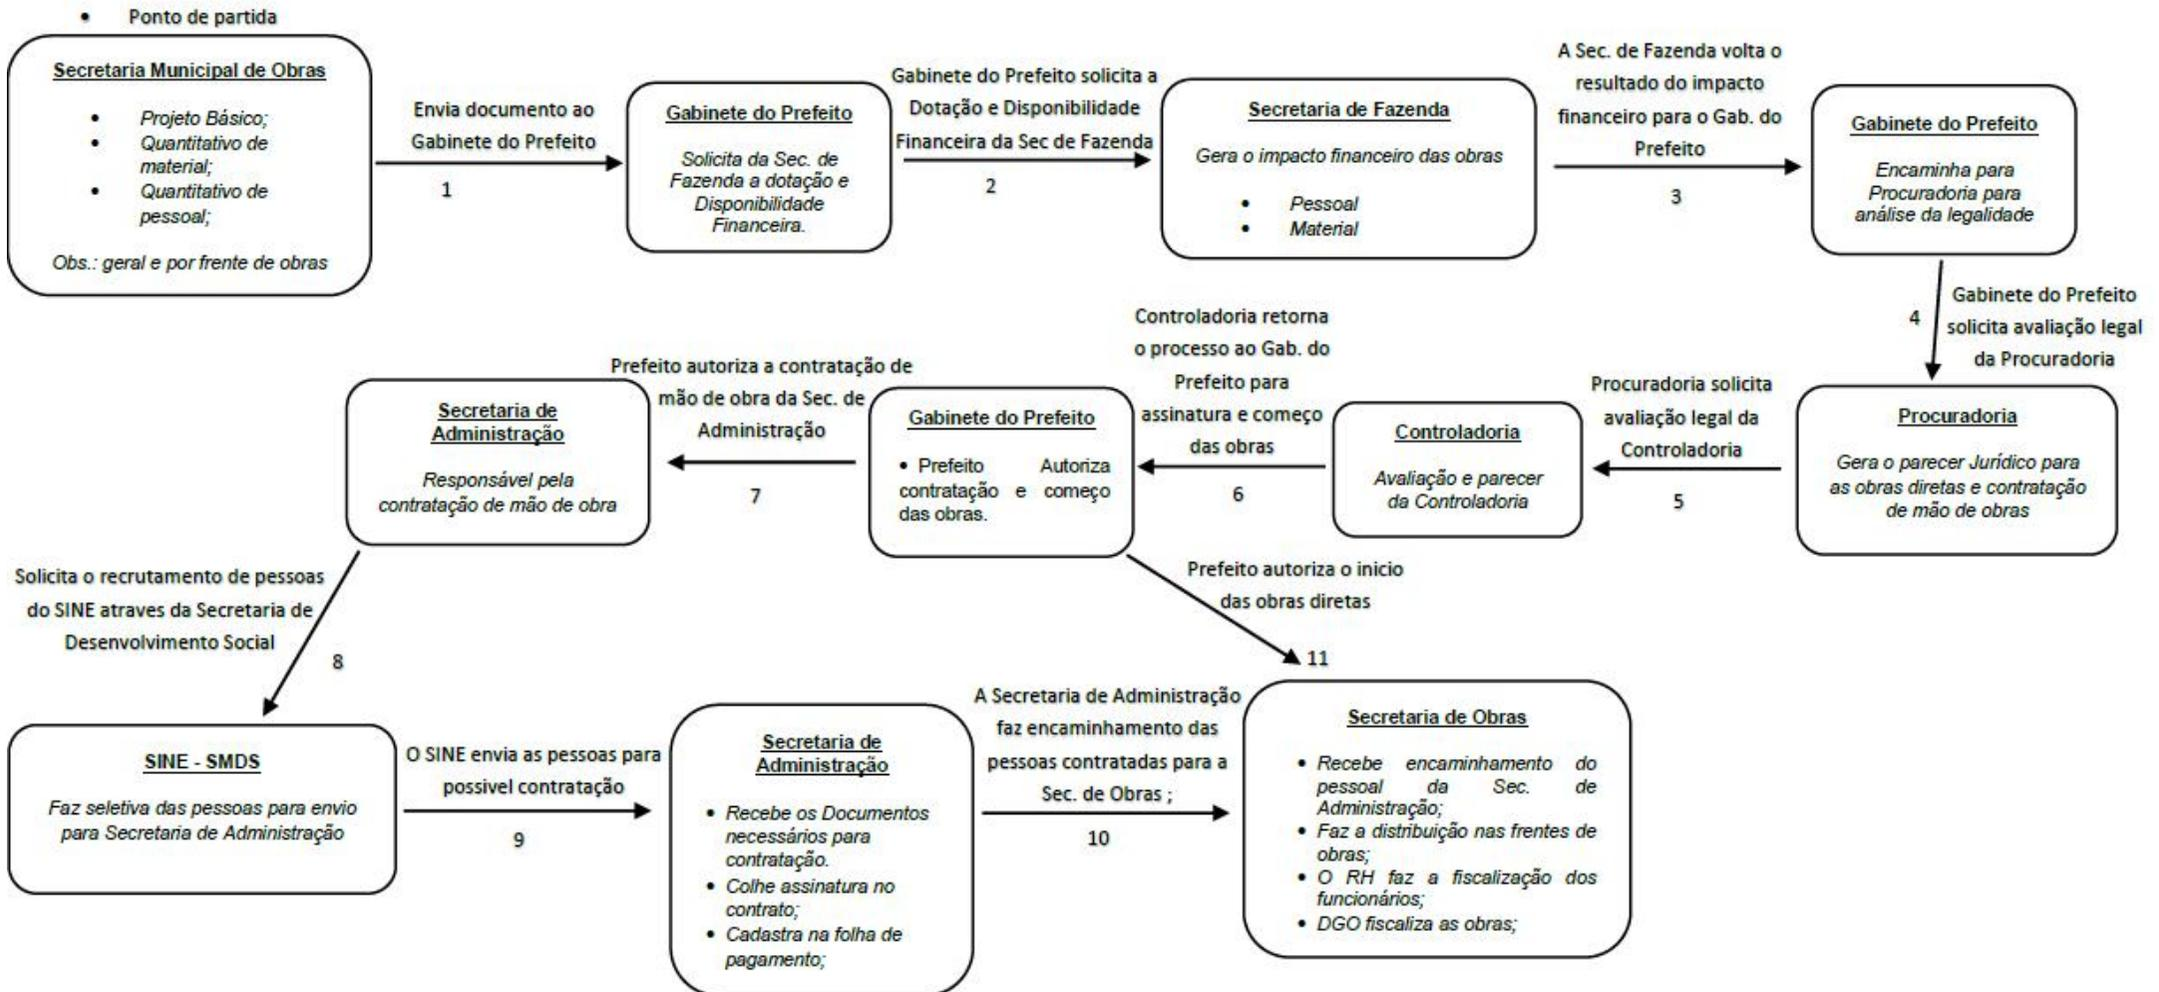 • Ponto de partida
Secretaria Municipal de Obras
• Projeto Básico;
• Quantitativo de
material;
• Quantitativo de
pessoal;
Obs.: geral e por frente de obras
Envia documento ao
Gabinete do Prefeito
1
Gabinete do Prefeito
Solicita da Sec. de
Fazenda a dotação e
Disponibilidade
Financeira.
Gabinete do Prefeito solicita a
Dotação e Disponibilidade
Financeira da Sec de Fazenda
2
Secretaria de Fazenda
Gera o impacto financeiro das obras
• Pessoal
• Material
A Sec. de Fazenda volta o
resultado do impacto
financeiro para o Gab. do
Prefeito
3
Gabinete do Prefeito
Encaminha para
Procuradoria para
análise da legalidade
4
Gabinete do Prefeito
solicita avaliação legal
da Procuradoria
Procuradoria
Gera o parecer Jurídico para
as obras diretas e contratação
de mão de obras
Procuradoria solicita
avaliação legal da
Controladoria
5
Controladoria
Avaliação e parecer
da Controladoria
Controladoria retorna
o processo ao Gab. do
Prefeito para
assinatura e começo
das obras
6
Gabinete do Prefeito
• Prefeito Autoriza
contratação e começo
das obras.
Prefeito autoriza a contratação de
mão de obra da Sec. de
Administração
7
Secretaria de
Administração
Responsável pela
contratação de mão de obra
Solicita o recrutamento de pessoas
do SINE atraves da Secretaria de
Desenvolvimento Social
8
SINE - SMDS
Faz seletiva das pessoas para envio
para Secretaria de Administração
O SINE envia as pessoas para
possivel contratação
9
Secretaria de
Administração
• Recebe os Documentos
necessários para
contratação.
• Colhe assinatura no
contrato;
• Cadastra na folha de
pagamento;
A Secretaria de Administração
faz encaminhamento das
pessoas contratadas para a
Sec. de Obras ;
10
Prefeito autoriza o inicio
das obras diretas
11
Secretaria de Obras
• Recebe encaminhamento do
pessoal da Sec. de
Administração;
• Faz a distribuição nas frentes de
obras;
• O RH faz a fiscalização dos
funcionários;
• DGO fiscaliza as obras;